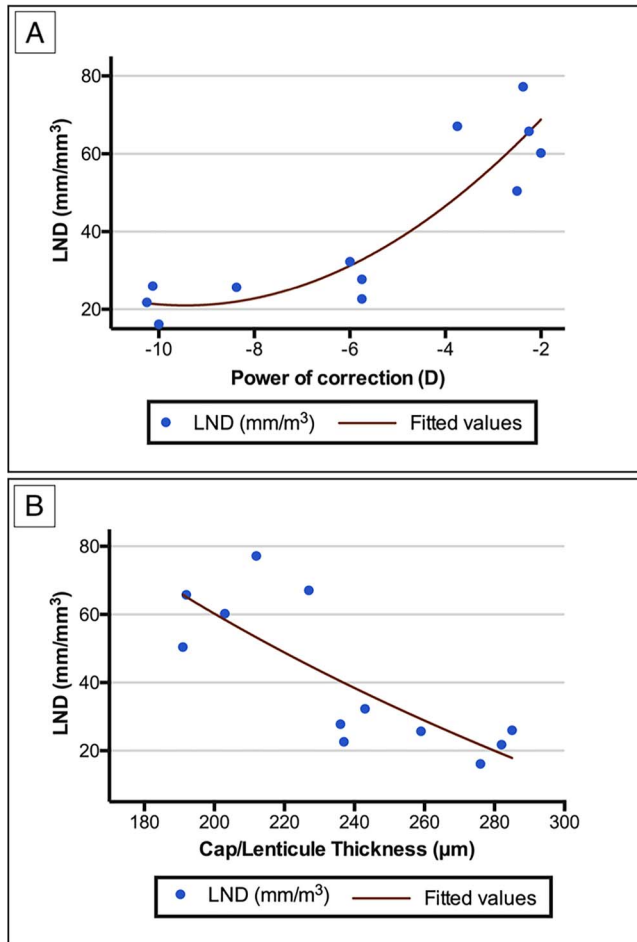 A
LND (mm/mm³)
80
60
40
20
-10 -8 -6 -4 -2
Power of correction (D)
LND (mm/m³) Fitted values
B
LND (mm/mm³)
80
60
40
20
180 200 220 240 260 280 300
Cap/Lenticule Thickness (µm)
LND (mm/m³) Fitted values